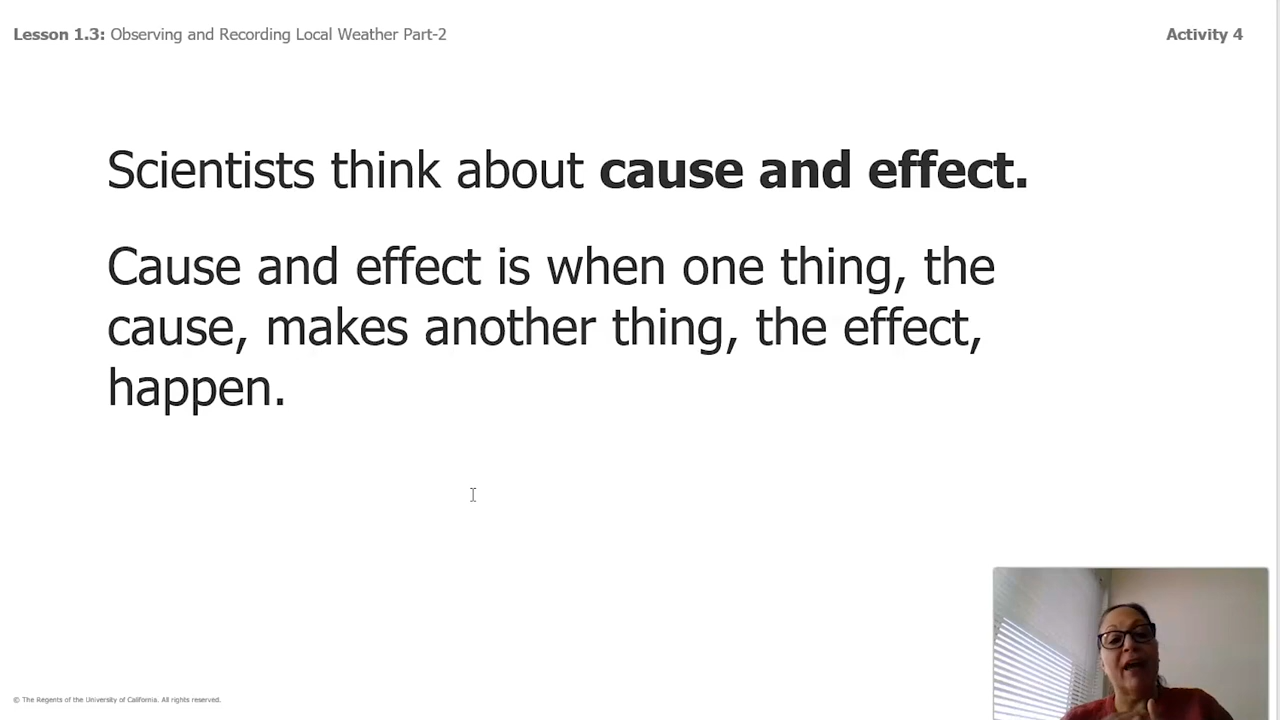 Lesson 1.3: Observing and Recording Local Weather Part-2
Activity 4
Scientists think about cause and effect.
Cause and effect is when one thing, the
cause, makes another thing, the effect,
happen.
© The Regents of the University of California. All rights reserved.